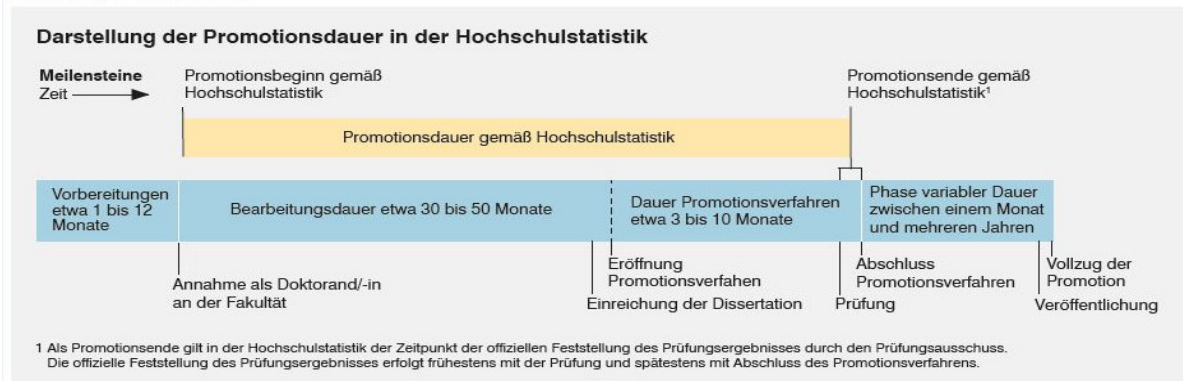 Darstellung der Promotionsdauer in der Hochschulstatistik
Meilensteine
Zeit
Promotionsbeginn gemäß
Hochschulstatistik
Promotionsende gemäß
Hochschulstatistik¹
Promotionsdauer gemäß Hochschulstatistik
Vorbereitungen
etwa 1 bis 12
Monate
Bearbeitungsdauer etwa 30 bis 50 Monate
Dauer Promotionsverfahren
etwa 3 bis 10 Monate
Phase variabler Dauer
zwischen einem Monat
und mehreren Jahren
Annahme als Doktorand/-in
an der Fakultät
Eröffnung
Promotionsverfahen
Einreichung der Dissertation
Prüfung
Abschluss
Promotionsverfahren
Vollzug der
Promotion
Veröffentlichung
1 Als Promotionsende gilt in der Hochschulstatistik der Zeitpunkt der offiziellen Feststellung des Prüfungsergebnisses durch den Prüfungsausschuss.
Die offizielle Feststellung des Prüfungsergebnisses erfolgt frühestens mit der Prüfung und spätestens mit Abschluss des Promotionsverfahrens.